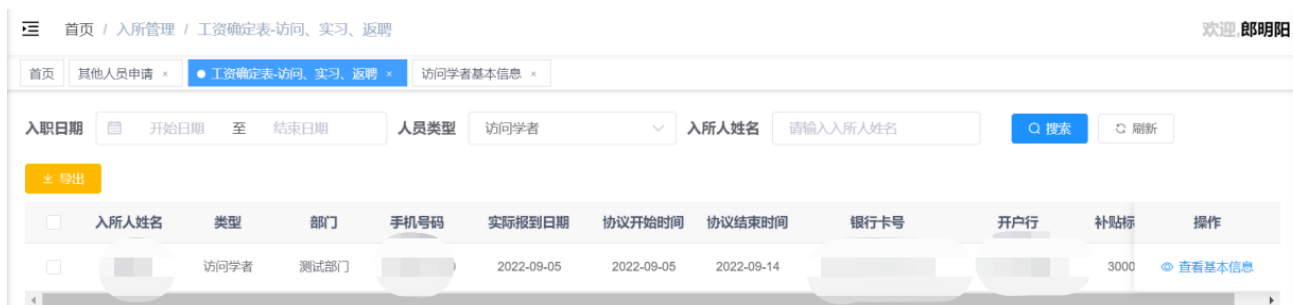 首页 / 入所管理 / 工资确定表-访问、实习、返聘 欢迎,郎明阳
首页 其他人员申请 × 工资确定表-访问、实习、返聘 × 访问学者基本信息 ×
入职日期 开始日期 至 结束日期 人员类型 访问学者 入所人姓名 请输入入所人姓名 搜索 刷新
导出
入所人姓名 类型 部门 手机号码 实际报到日期 协议开始时间 协议结束时间 银行卡号 开户行 补贴标 操作
访问学者 测试部门 2022-09-05 2022-09-05 2022-09-14 3000 查看基本信息